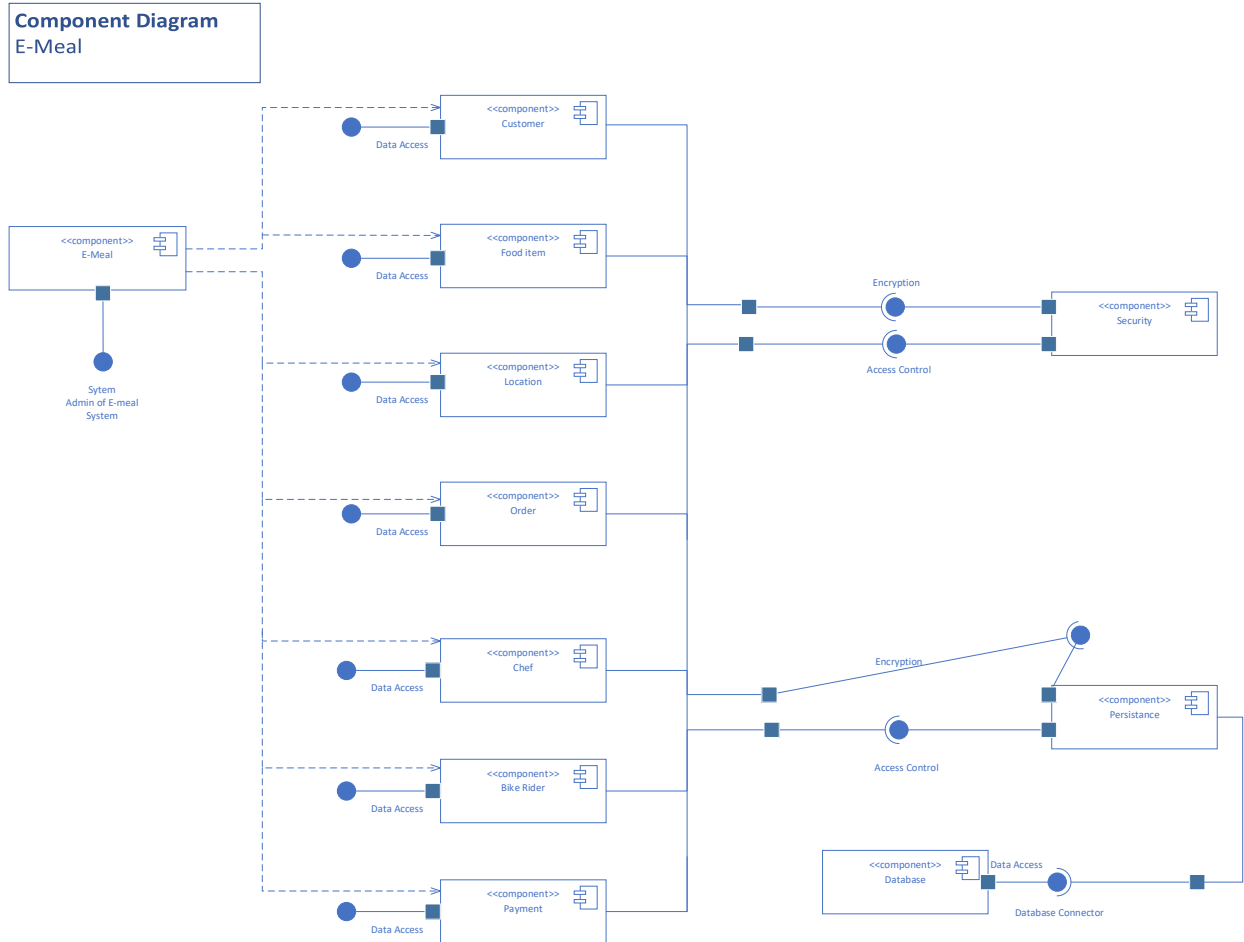 Component Diagram
E-Meal
<<component>>
Customer
Data Access
<<component>>
E-Meal
Sytem
Admin of E-meal
System
<<component>>
Food item
Data Access
<<component>>
Location
Data Access
<<component>>
Order
Data Access
<<component>>
Chef
Data Access
<<component>>
Bike Rider
Data Access
<<component>>
Payment
Data Access
Encryption
Access Control
<<component>>
Security
Encryption
Access Control
<<component>>
Persistance
<<component>>
Database
Data Access
Database Connector